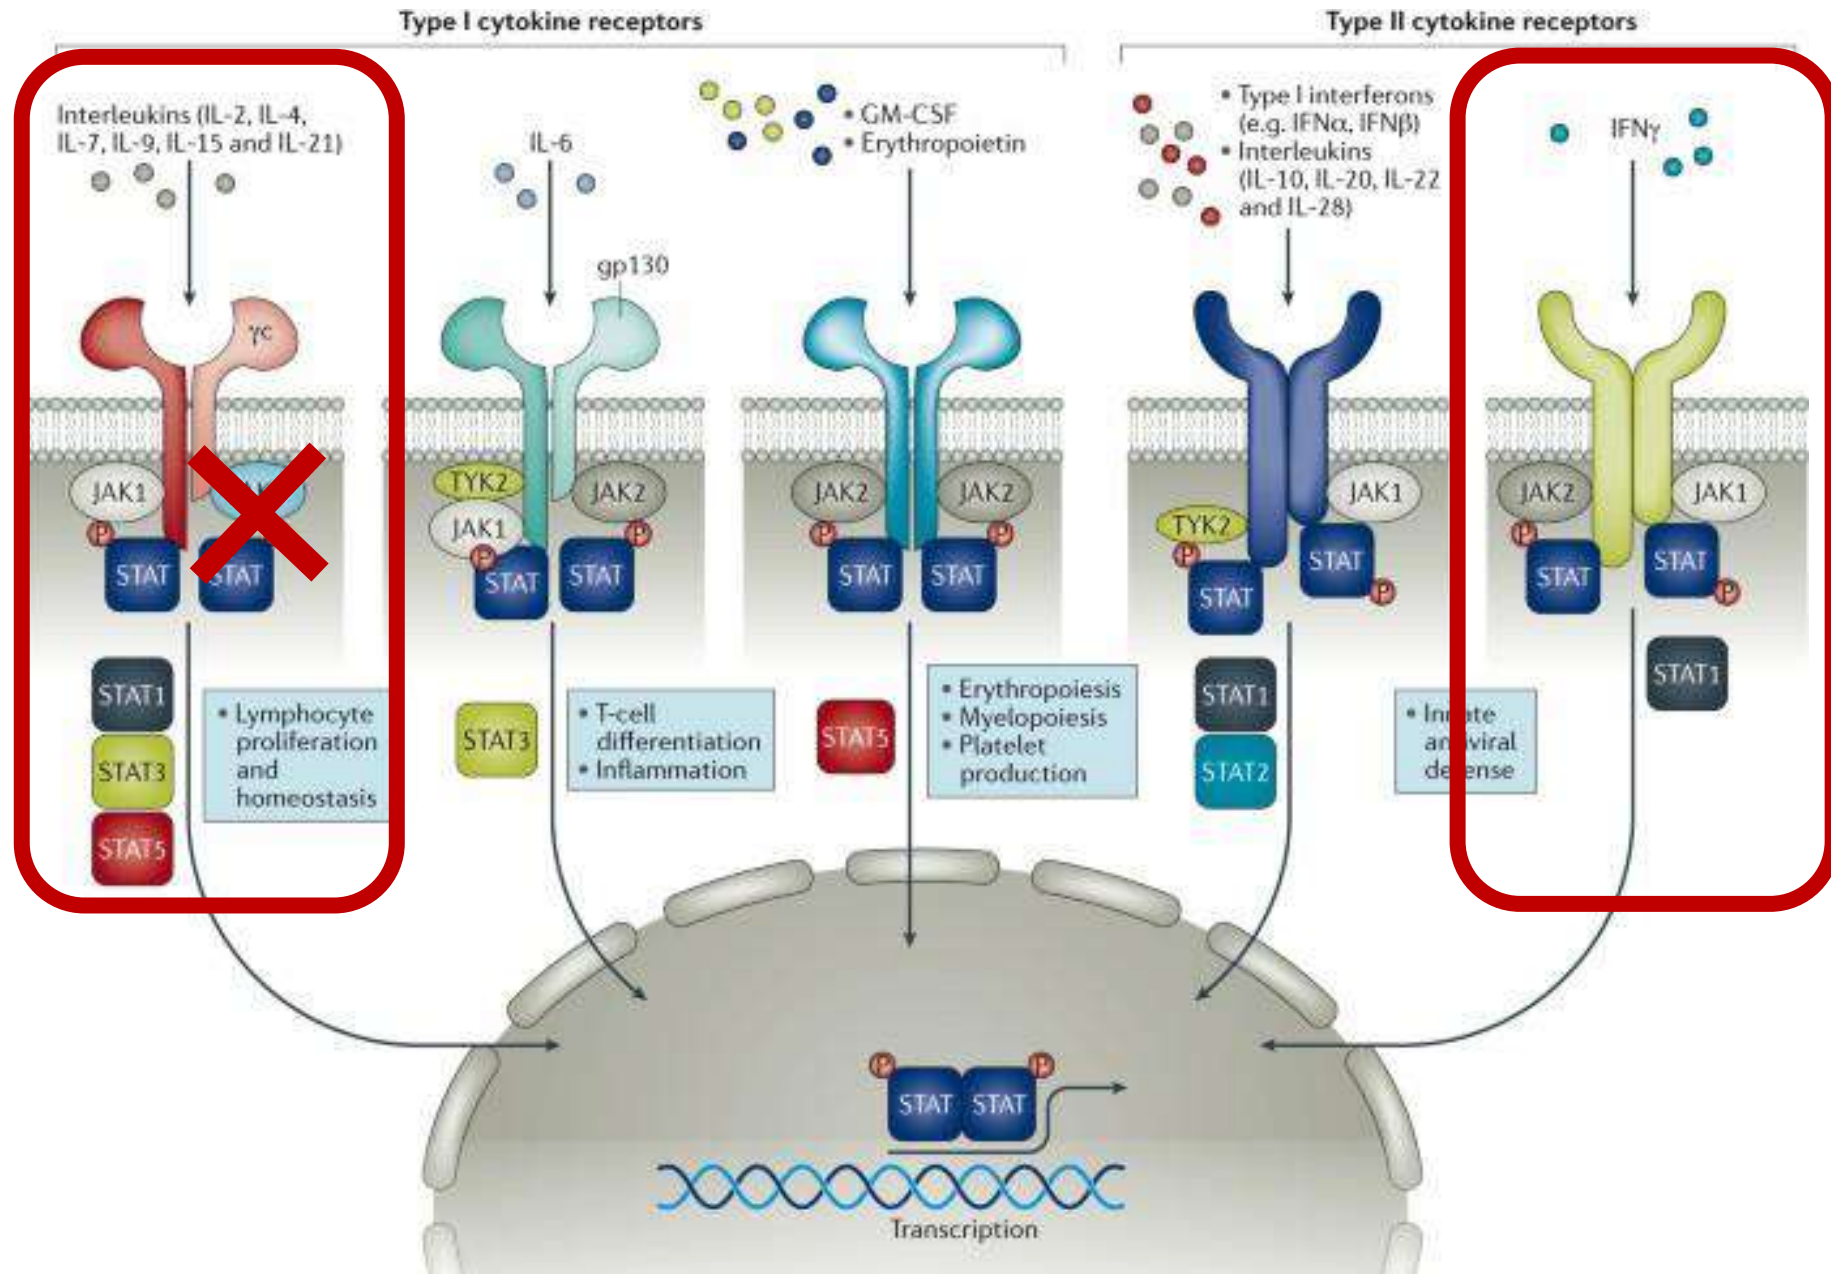 Type I cytokine receptors
Type II cytokine receptors
Interleukins (IL-2, IL-4,
IL-7, IL-9, IL-15 and IL-21)
IL-6
• GM-CSF
• Erythropoietin
• Type I interferons
(e.g. IFNα, IFNβ)
• Interleukins
(IL-10, IL-20, IL-22
and IL-28)
IFNγ
γc
gp130
JAK1
P
STAT
STAT
TYK2
JAK1
JAK2
P
P
STAT
STAT
JAK2
JAK2
P
P
STAT
STAT
TYK2
JAK1
P
P
STAT
STAT
JAK2
JAK1
P
P
STAT
STAT
STAT1
STAT3
STAT5
• Lymphocyte
proliferation
and
homeostasis
STAT3
• T-cell
differentiation
• Inflammation
STAT5
• Erythropoiesis
• Myelopoiesis
• Platelet
production
STAT1
STAT2
• Innate
antiviral
defense
STAT1
P
P
STAT
STAT
Transcription